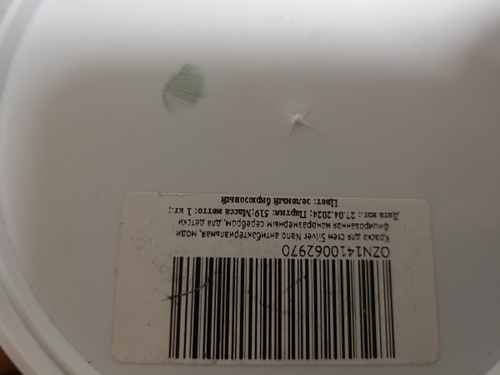 OZN1410062970
Краска для стен Silver Nano антибактериальная, моди
фицированная наноразмерным серебром, для детски
Дата изг.: 27.04.2024; Партия: 519;Масса нетто: 1 кг.;
Цвет: зеленый бирюзовый